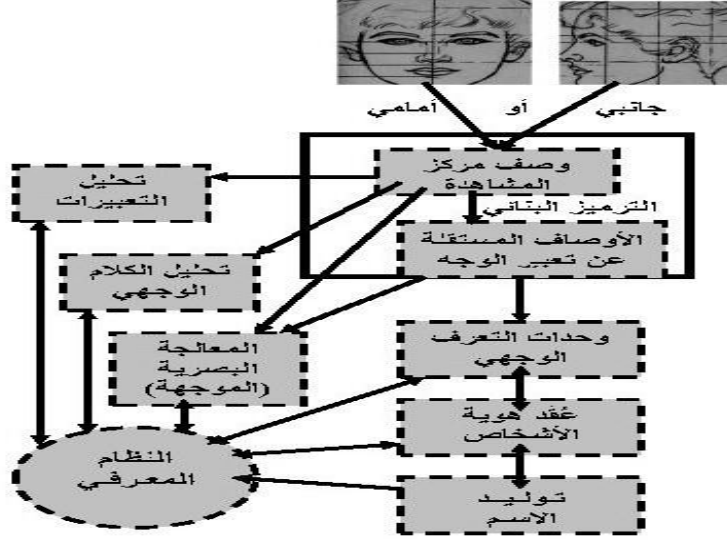 جانبي أو أمامي
وصف مركز
المشاهدة
تحليل
التعبيرات
الترميز البنائي
الأوصاف المستقلة
عن تعبير الوجه
تحليل الكلام
الوجهي
وحدات التعرف
الوجهي
المعالجة
البصرية
(الموجهة)
عُقد هوية
الأشخاص
النظام
المعرفي
توليد
الاسم